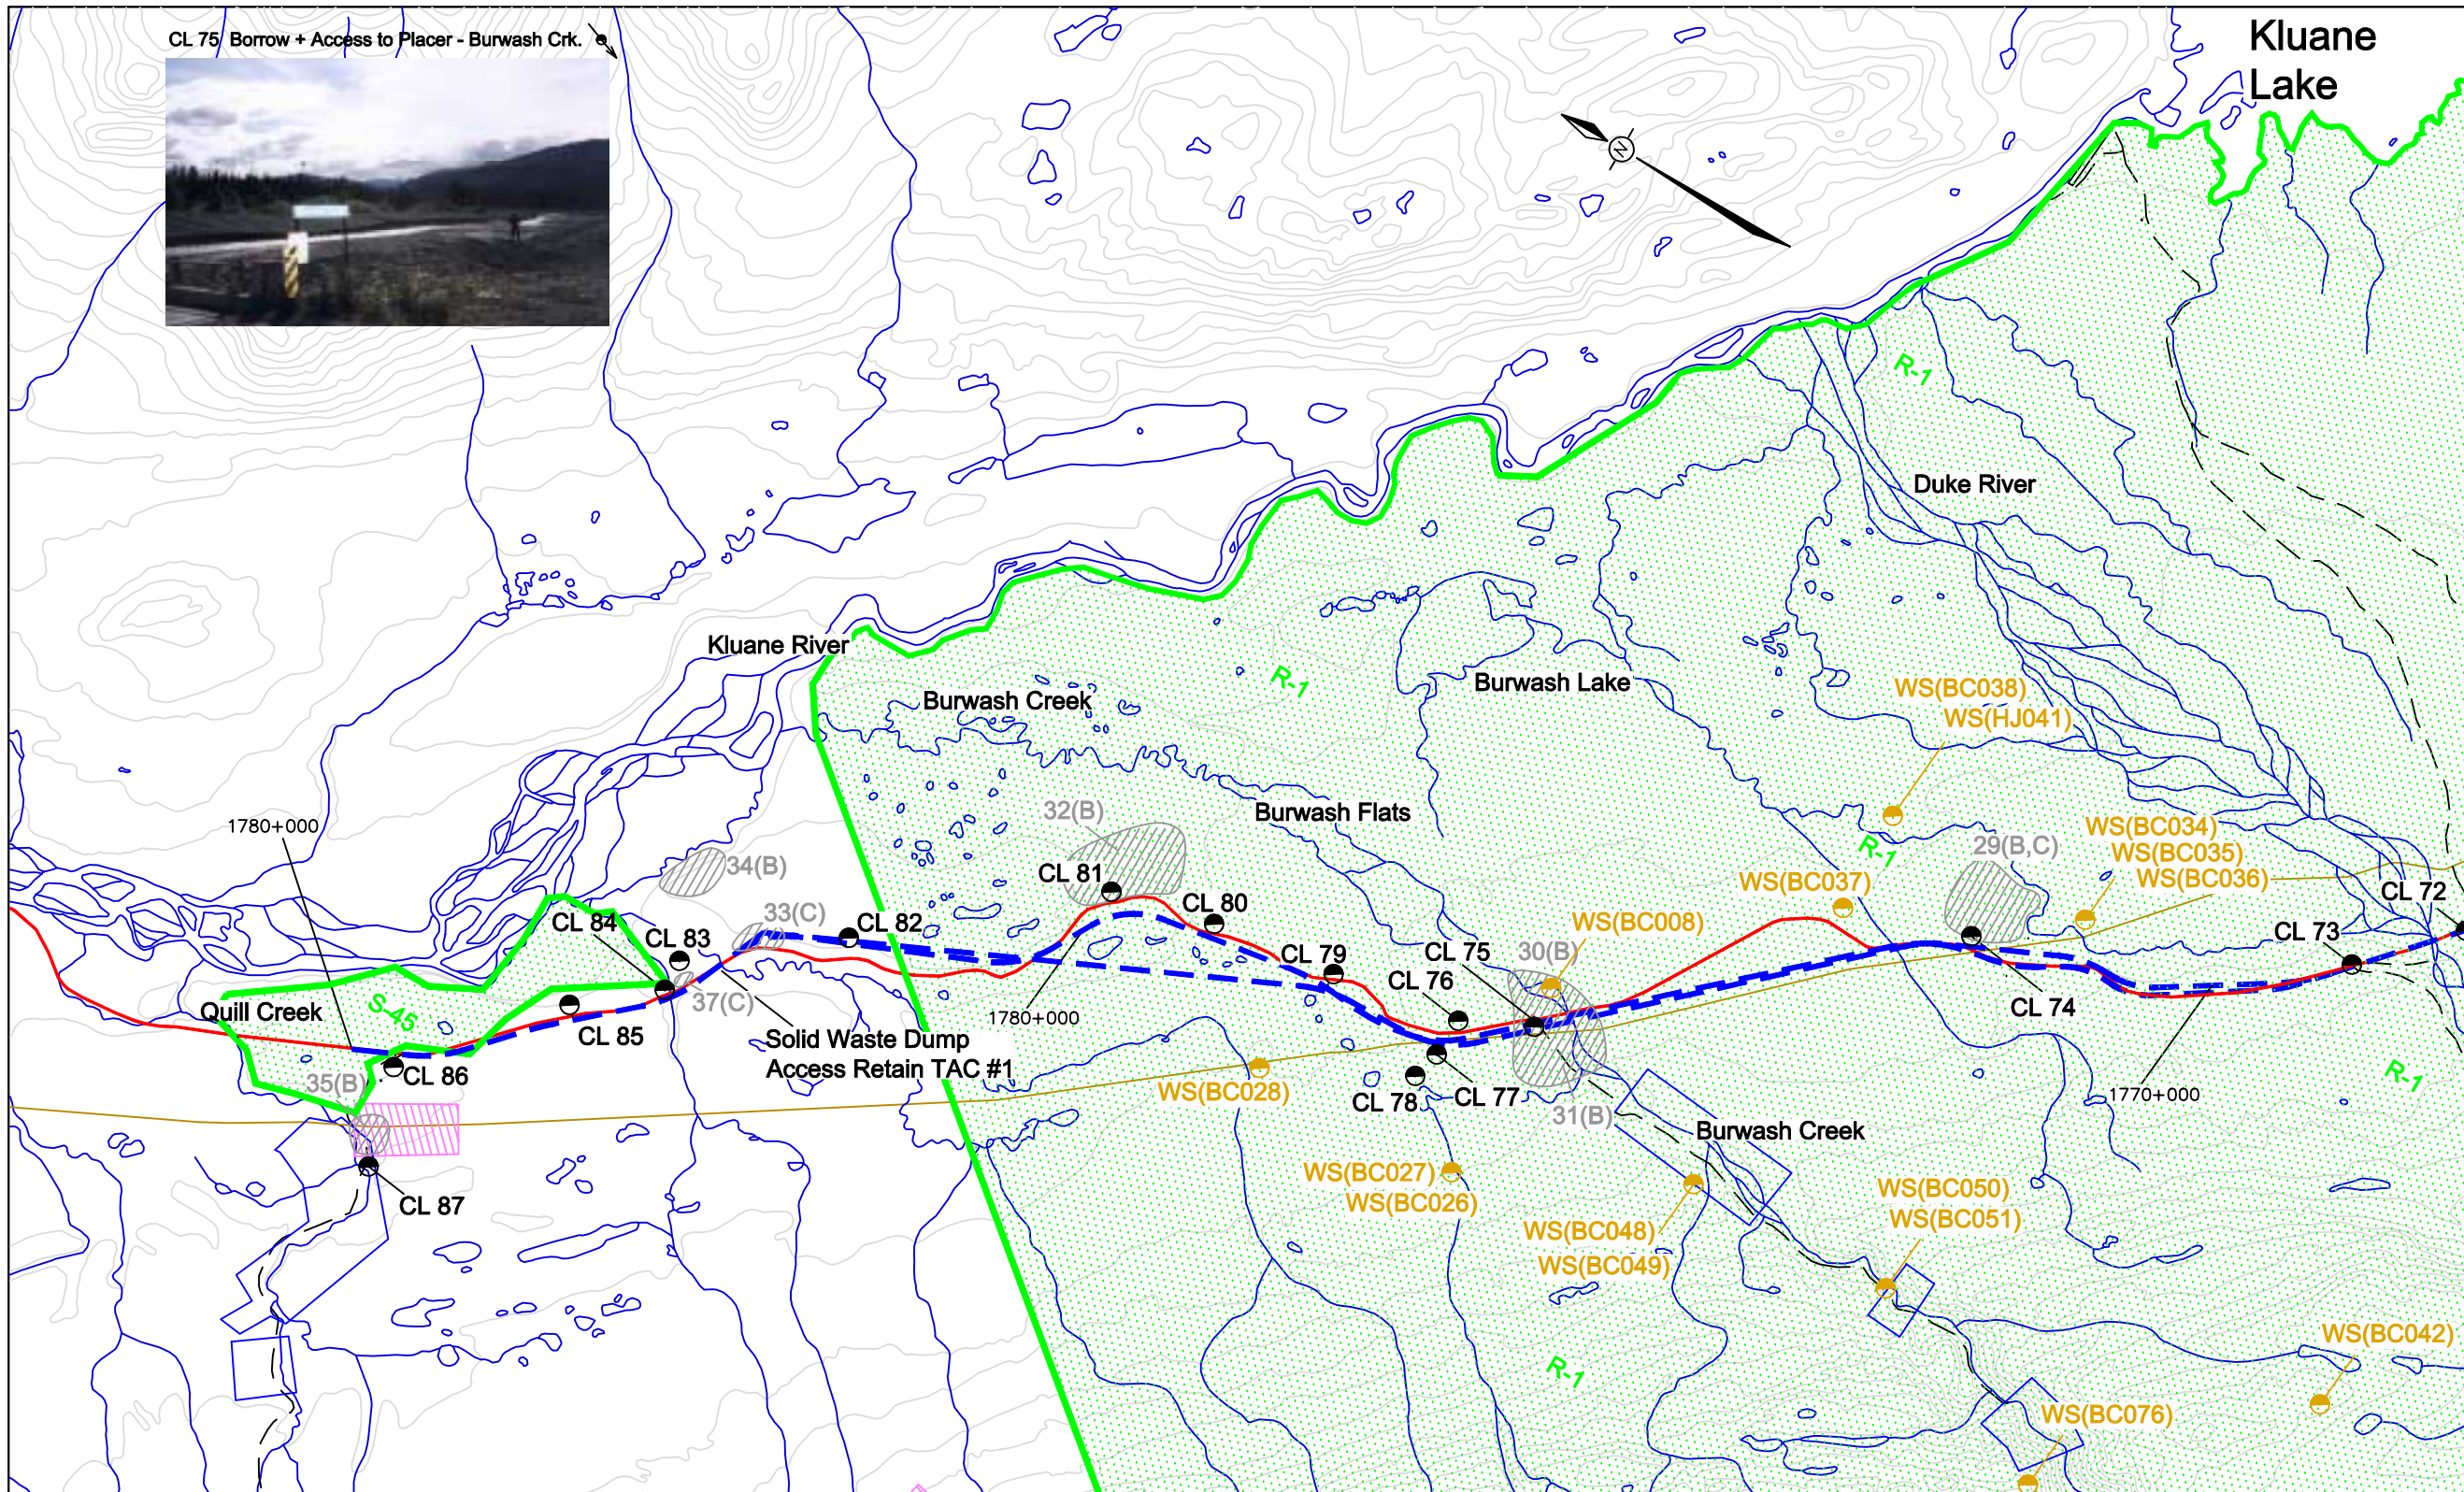 CL 75 Borrow + Access to Placer - Burwash Crk.
Kluane
Lake
N
R-1
Duke River
Kluane River
Burwash Creek
R-1
Burwash Lake
WS(BC038)
WS(HJ041)
32(B)
Burwash Flats
1780+000
34(B)
R-1
29(B,C)
WS(BC034)
WS(BC035)
WS(BC036)
CL 81
CL 80
WS(BC037)
CL 72
33(C)
CL 84
CL 82
WS(BC008)
CL 83
CL 79
CL 75
30(B)
CL 73
CL 76
37(C)
Quill Creek
S-45
1780+000
CL 74
CL 85
Solid Waste Dump
Access Retain TAC #1
CL 86
35(B)
WS(BC028)
CL 78
CL 77
31(B)
1770+000
R-1
Burwash Creek
WS(BC027)
WS(BC026)
CL 87
WS(BC050)
WS(BC051)
WS(BC048)
WS(BC049)
R-1
WS(BC042)
WS(BC076)